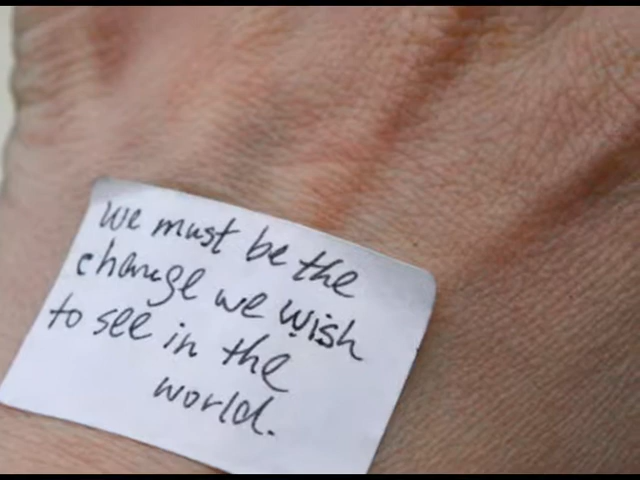 we must be the
change we wish
to see in the
world.